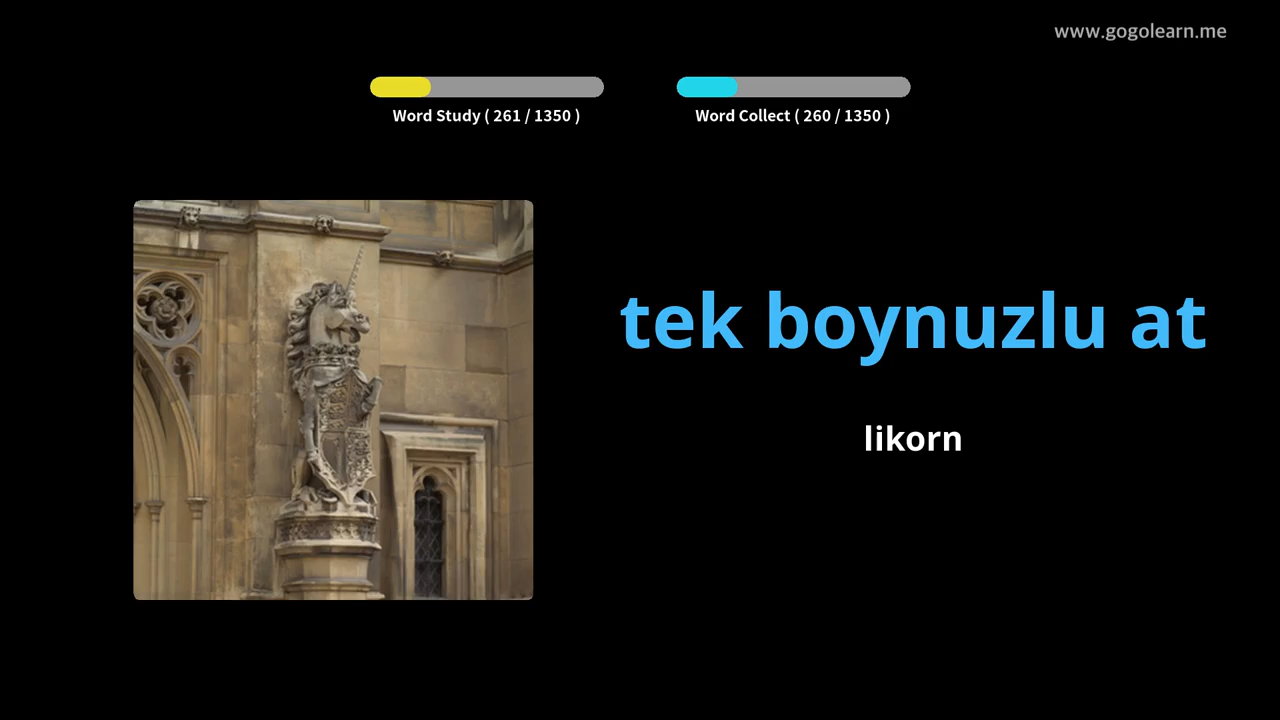 www.gogolearn.me
Word Study ( 261 / 1350 )
Word Collect ( 260 / 1350 )
tek boynuzlu at
likorn